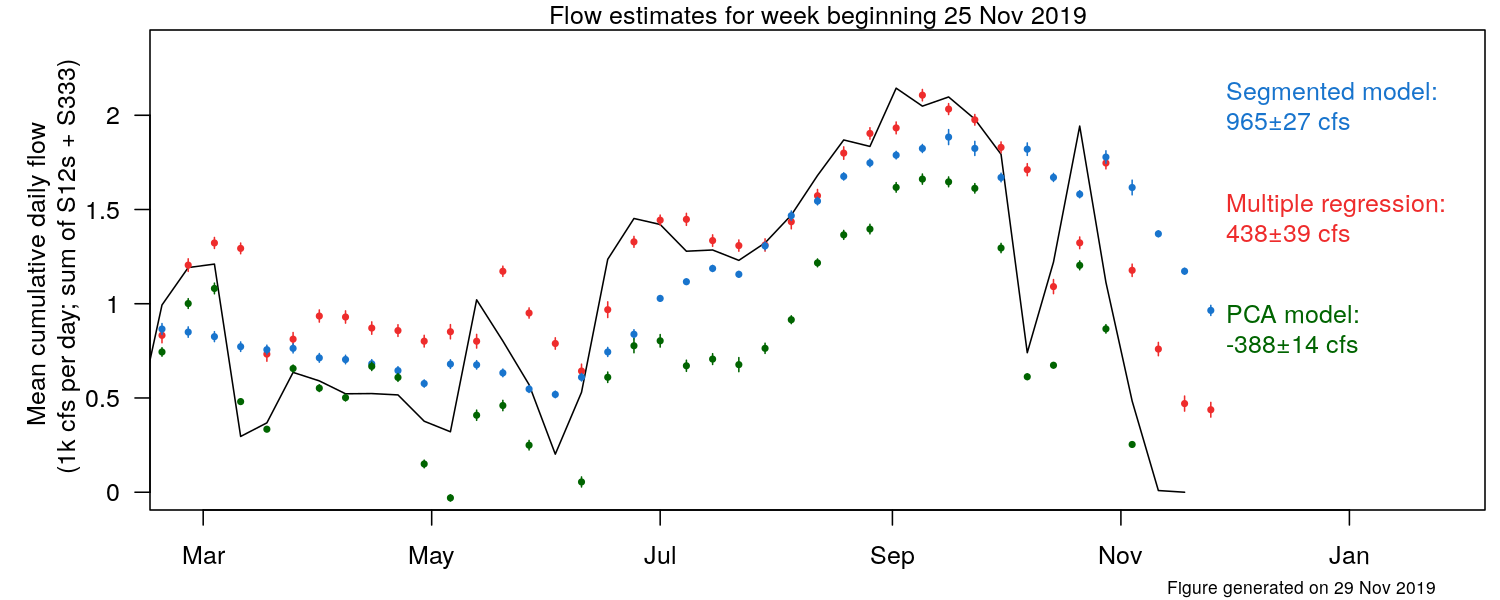 Flow estimates for week beginning 25 Nov 2019
Mean cumulative daily flow
(1k cfs per day; sum of S12s + S333)
2
1.5
1
0.5
0
Segmented model:
965±27 cfs
Multiple regression:
438±39 cfs
PCA model:
-388±14 cfs
Mar May Jul Sep Nov Jan
Figure generated on 29 Nov 2019